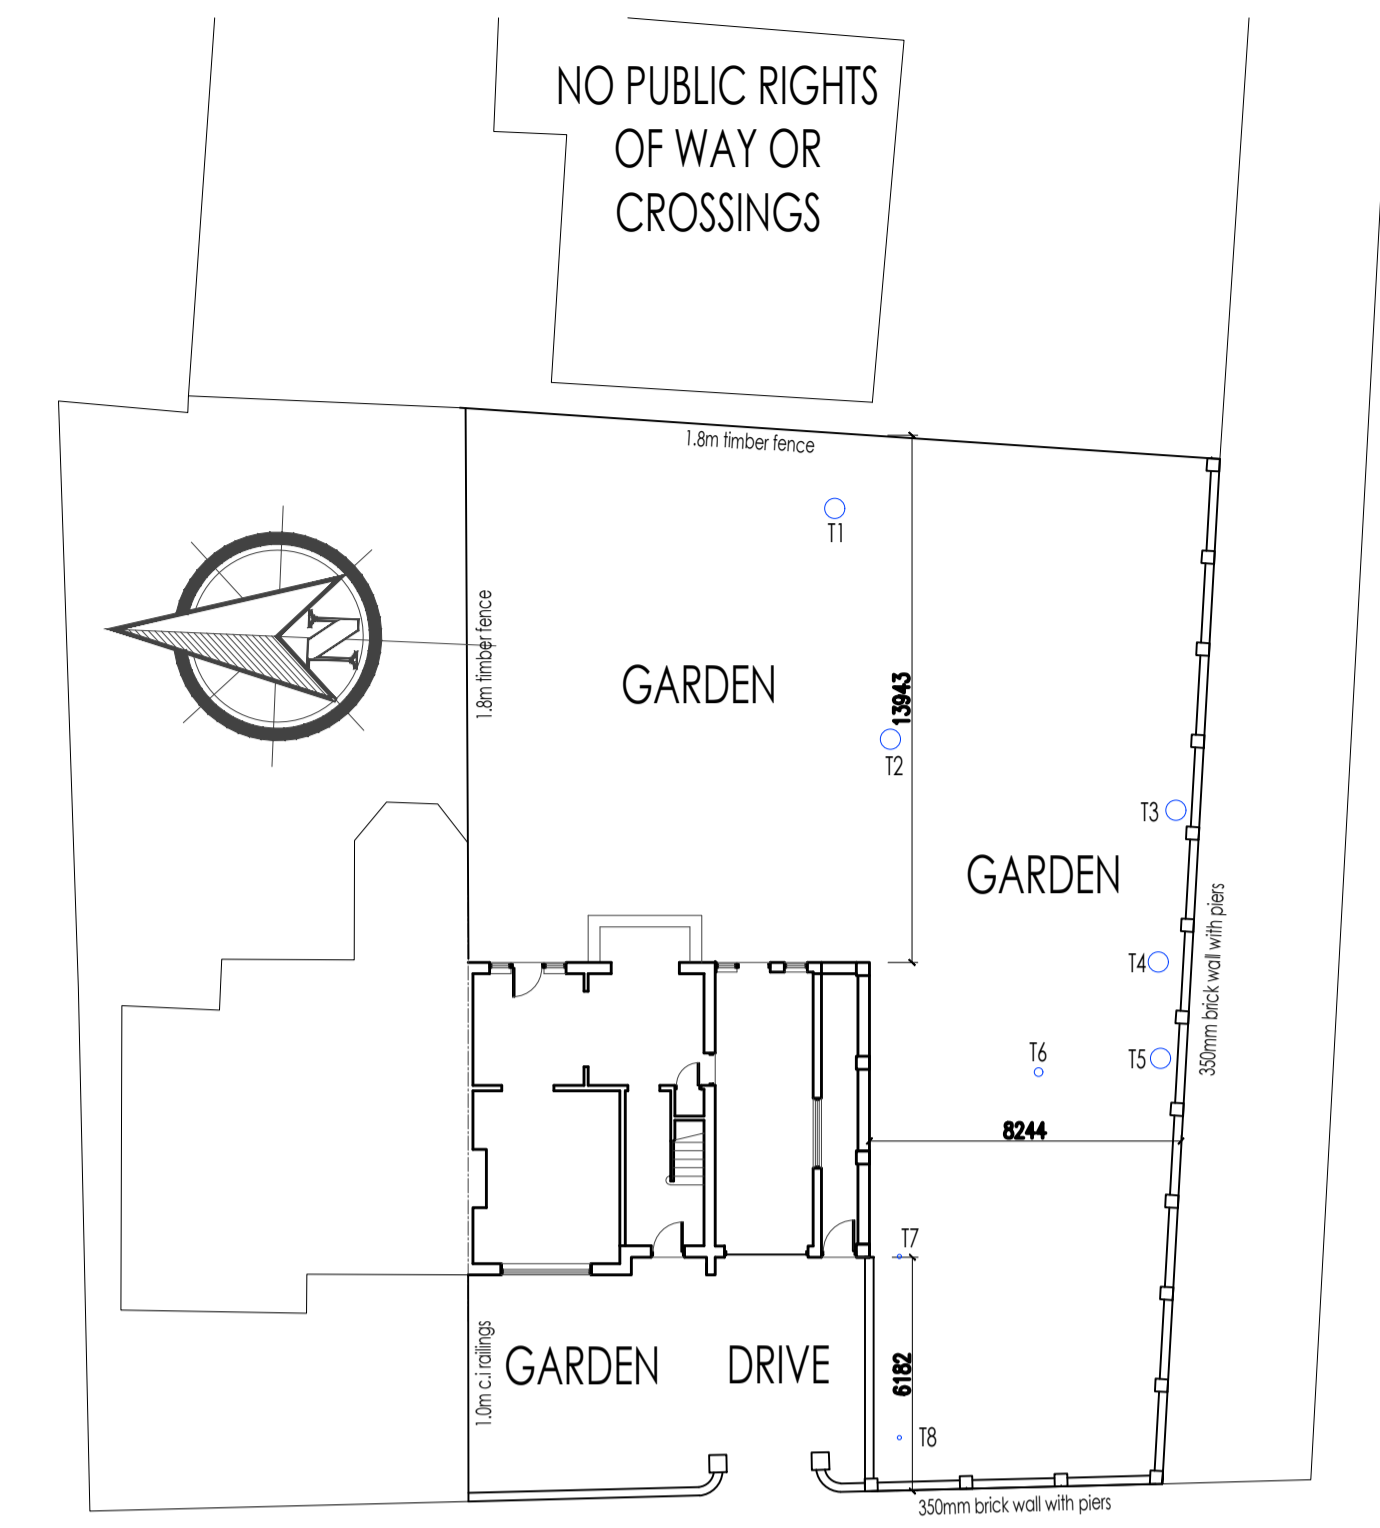 NO PUBLIC RIGHTS
OF WAY OR
CROSSINGS
1.8m timber fence
T1
1.8m timber fence
N
GARDEN
13943
T2
T3
GARDEN
350mm brick wall with piers
T4
T6
T5
8244
T7
1.0m c.i railings
GARDEN
DRIVE
6182
T8
350mm brick wall with piers